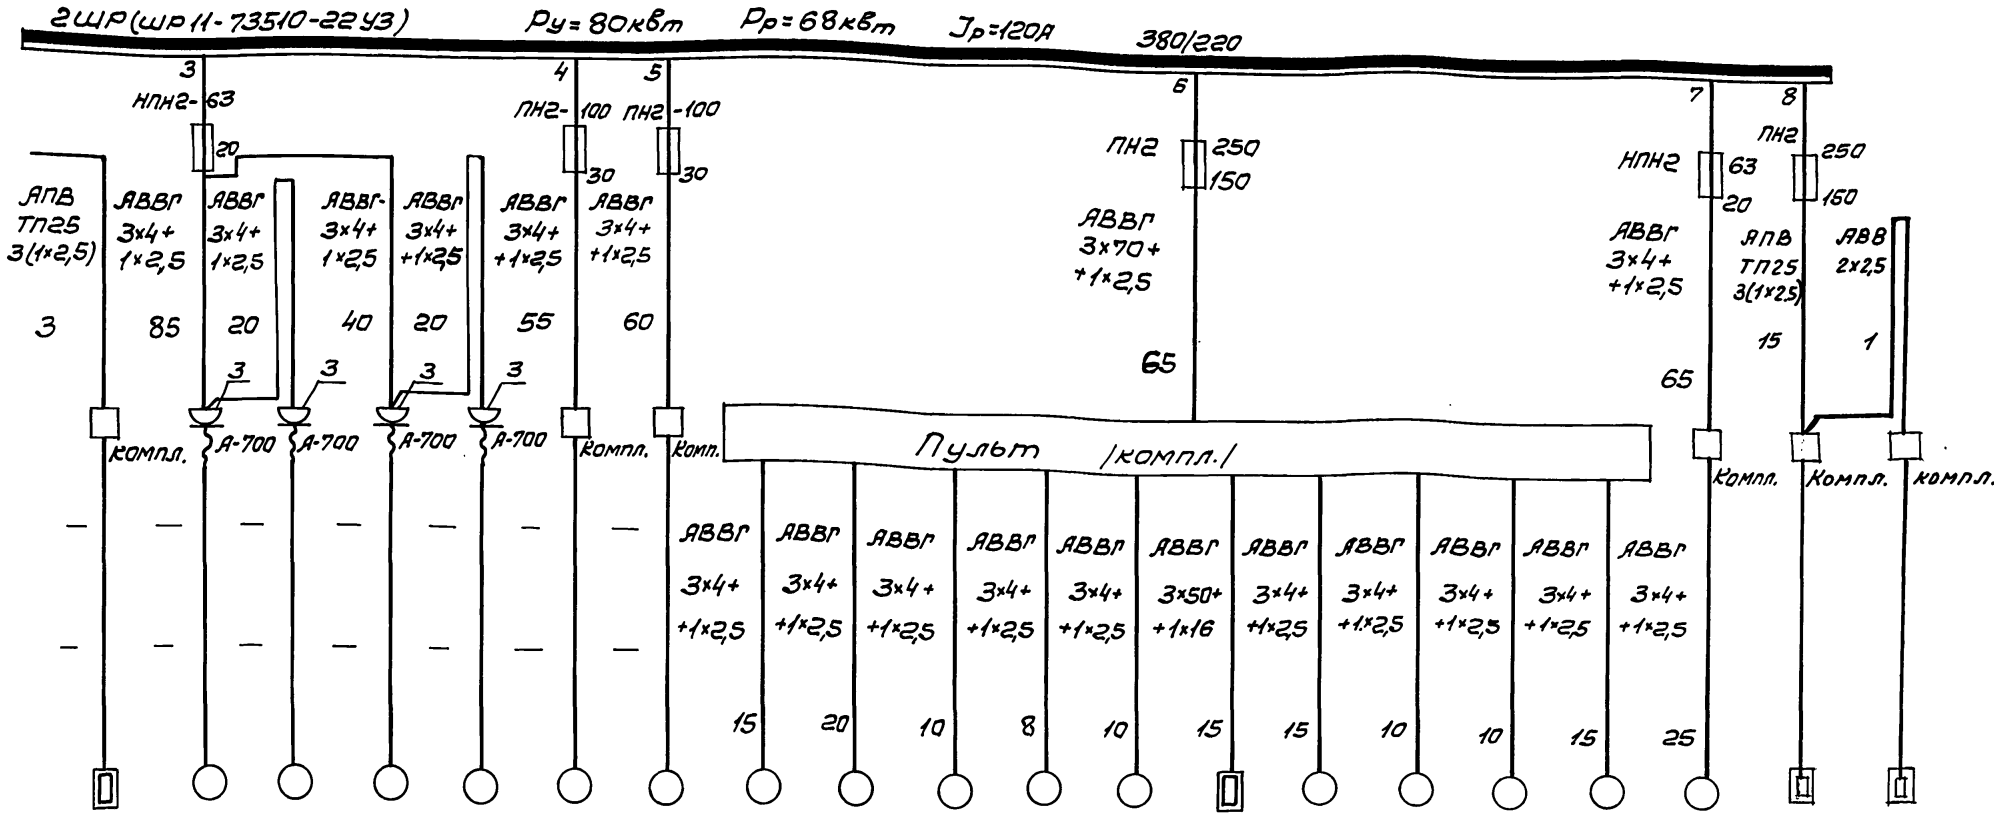 2ШР(ШР11-73510-22У3) Ру=80квт Рр=68квт Jр=120А 380/220
3 4 5 6 7 8
НПН2-63
20
ПН2-100
30
ПН2-100
30
ПН2 250
150
НПН2 63
20
ПН2 250
150
АПВ
ТП25
3(1×2,5)
3
АВВГ
3×4+
1×2,5
85
АВВГ
3×4+
1×2,5
20
АВВГ-
3×4+
1×2,5
40
АВВГ
3×4+
+1×2,5
20
АВВГ
3×4+
+1×2,5
55
АВВГ
3×4+
+1×2,5
60
АВВГ
3×70+
+1×2,5
65
АВВГ
3×4+
+1×2,5
65
АПВ
ТП25
3(1×2,5)
15
АВВ
2×2,5
1
3 3 3 3
Компл. А-700 А-700 А-700 А-700 Компл. Комп. Компл. Компл. компл.
Пульт /компл./
АВВГ АВВГ АВВГ АВВГ АВВГ АВВГ АВВГ АВВГ АВВГ АВВГ АВВГ
3×4+ 3×4+ 3×4+ 3×4+ 3×4+ 3×50+ 3×4+ 3×4+ 3×4+ 3×4+ 3×4+
+1×2,5 +1×2,5 +1×2,5 +1×2,5 +1×2,5 +1×16 +1×2,5 +1×2,5 +1×2,5 +1×2,5 +1×2,5
15 20 10 8 10 15 15 10 10 15 25